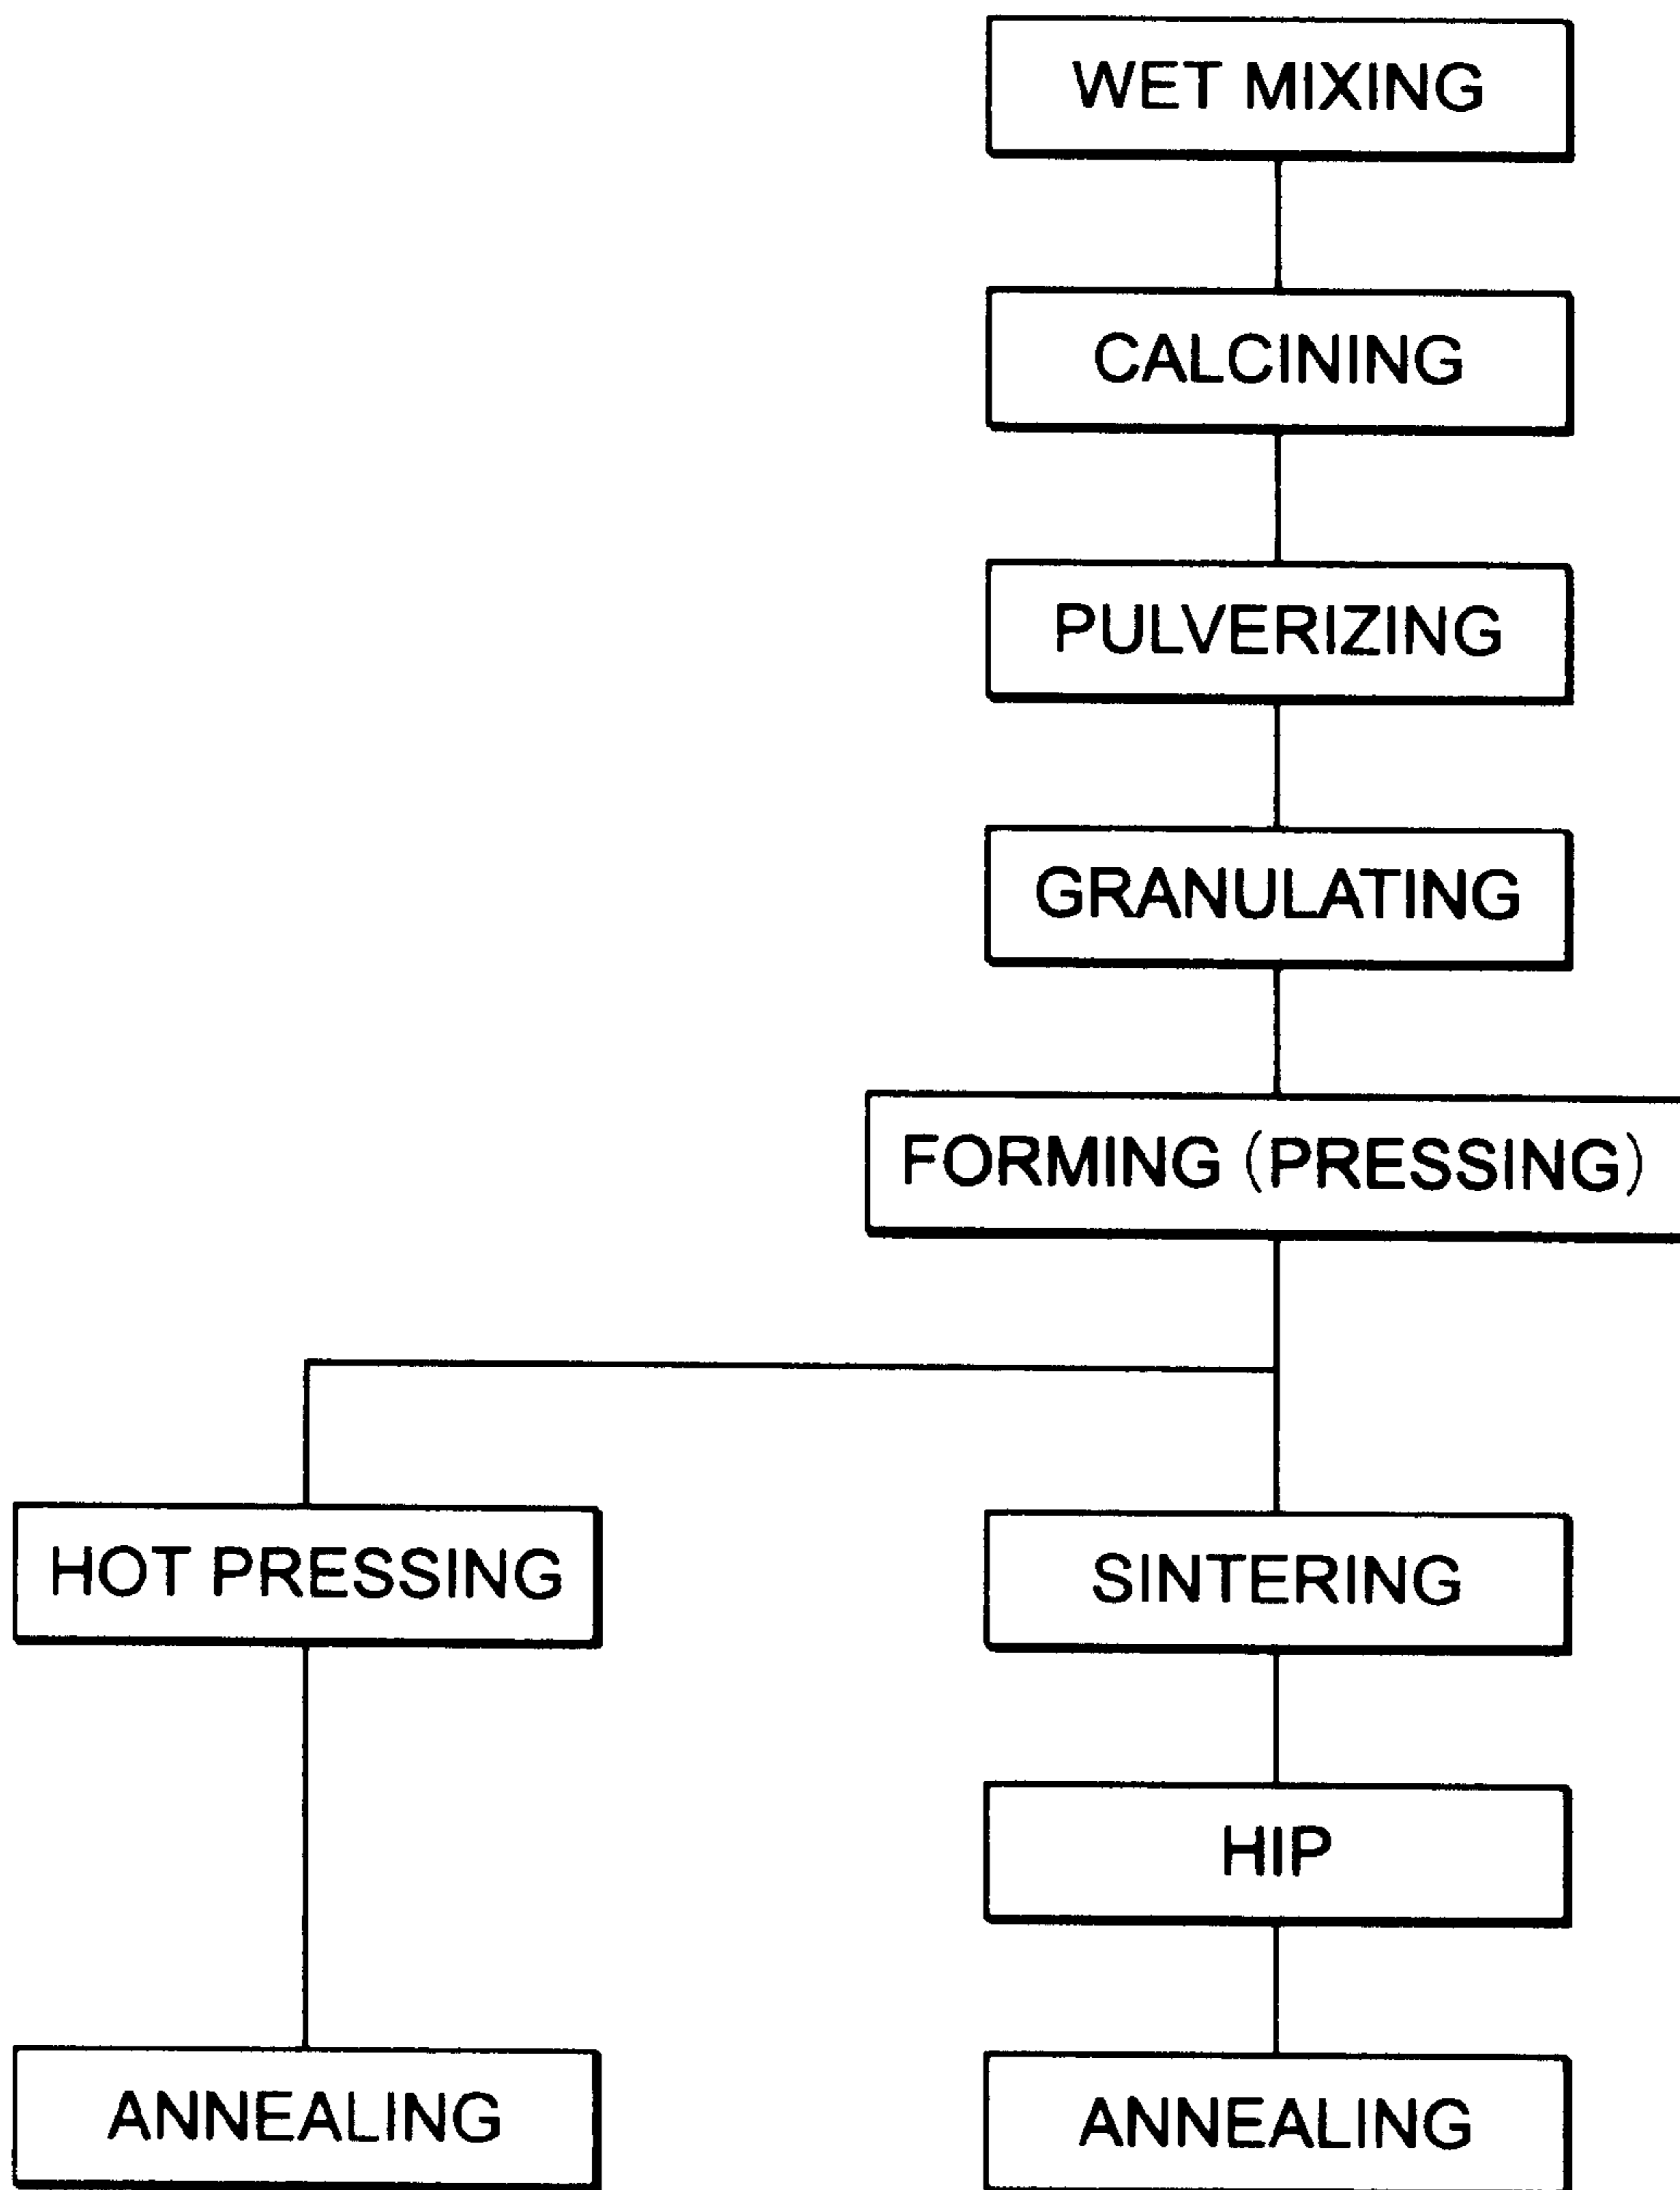 WET MIXING
CALCINING
PULVERIZING
GRANULATING
FORMING (PRESSING)
HOT PRESSING
SINTERING
HIP
ANNEALING
ANNEALING